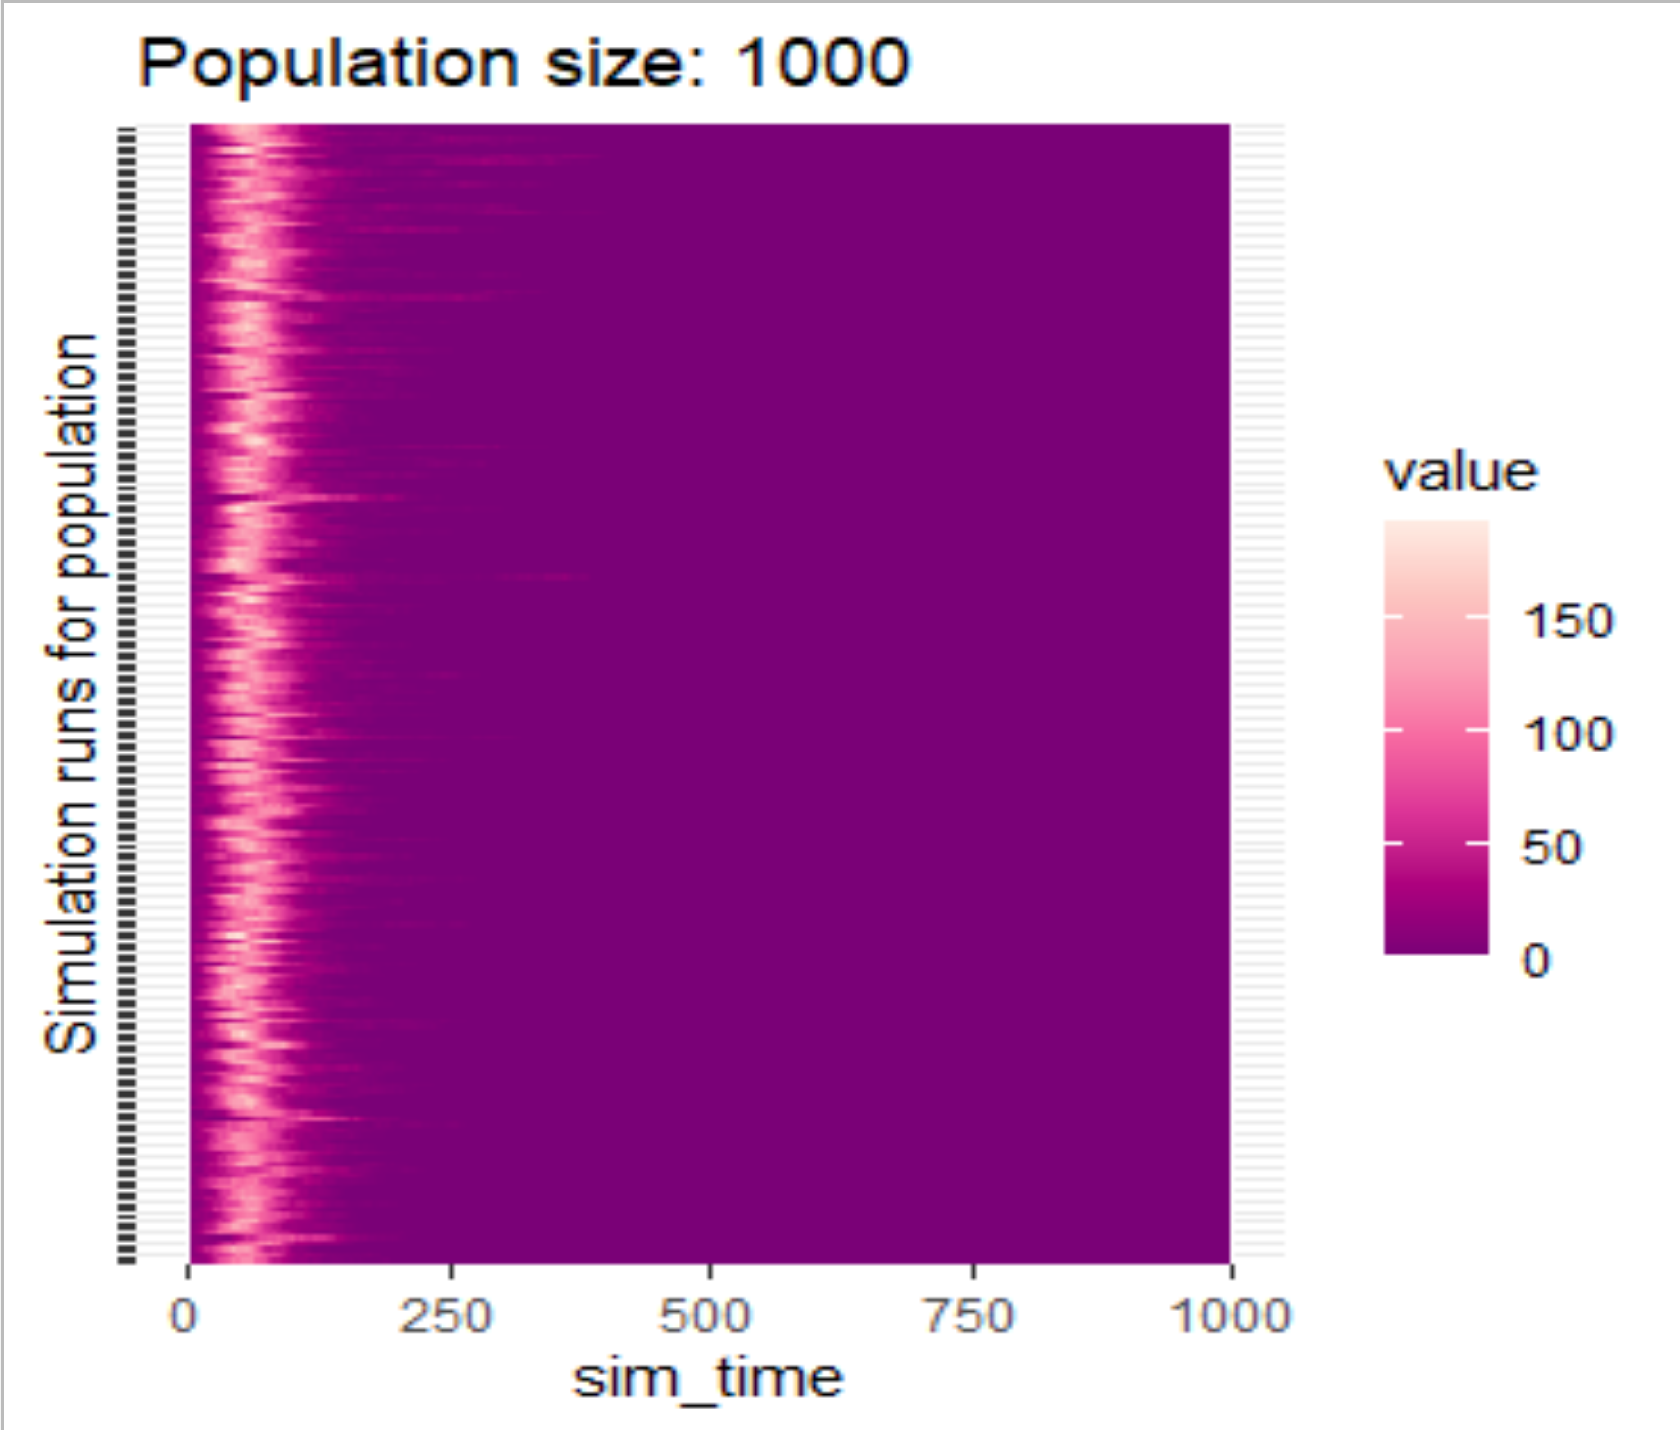 Population size: 1000
Simulation runs for population
value
150
100
50
0
0 250 500 750 1000
sim_time